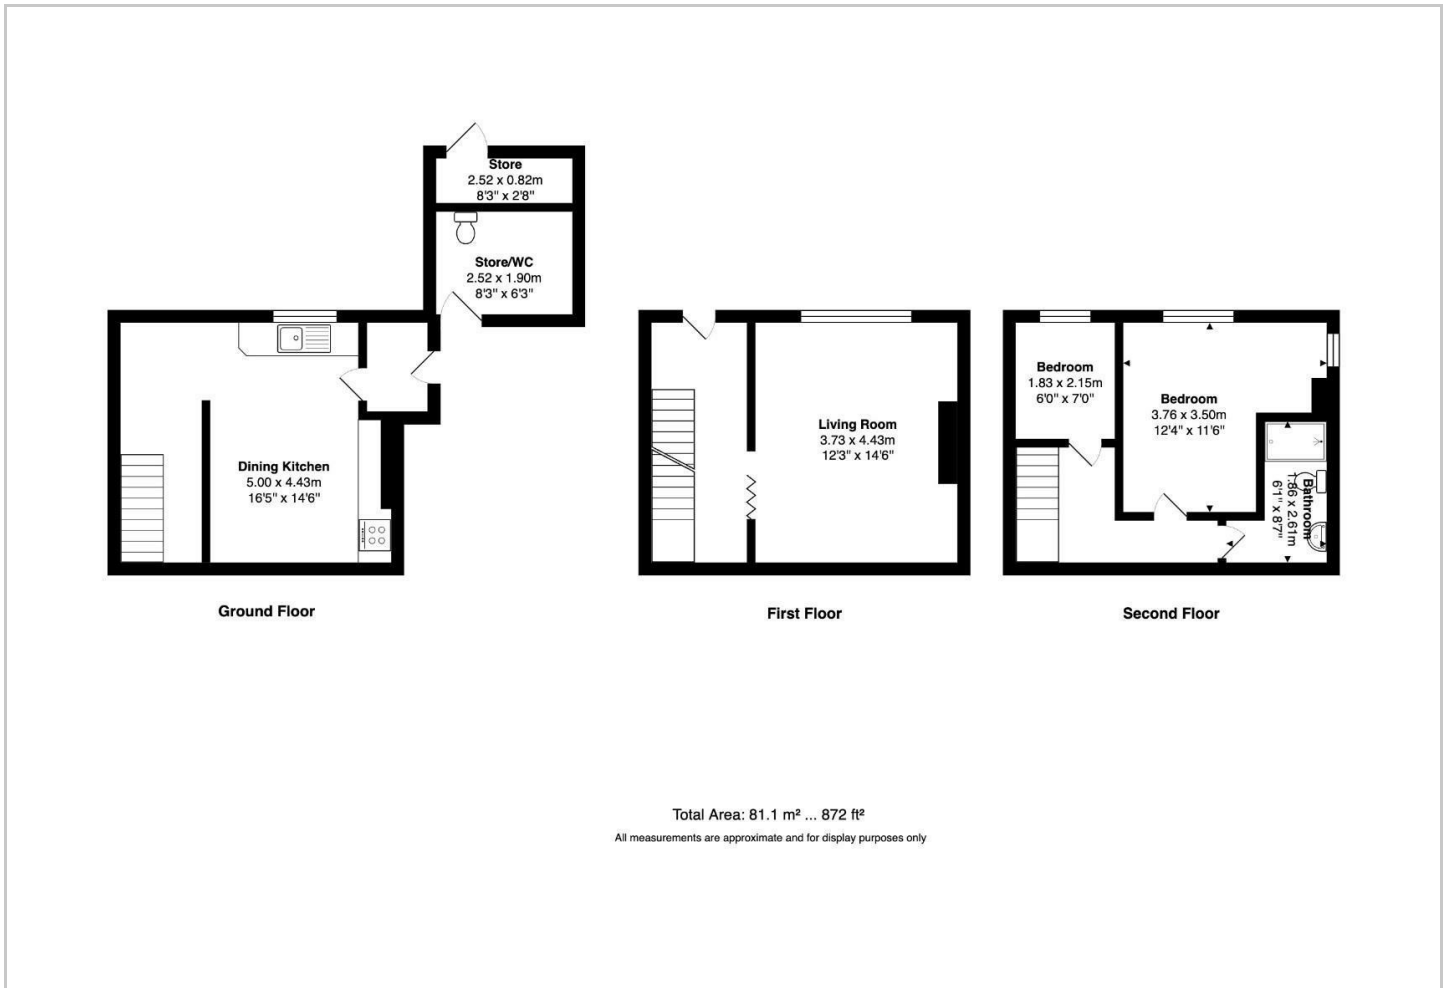 Store
2.52 x 0.82m
8'3" x 2'8"
Store/WC
2.52 x 1.90m
8'3" x 6'3"
Dining Kitchen
5.00 x 4.43m
16'5" x 14'6"
Ground Floor
Living Room
3.73 x 4.43m
12'3" x 14'6"
First Floor
Bedroom
1.83 x 2.15m
6'0" x 7'0"
Bedroom
3.76 x 3.50m
12'4" x 11'6"
Bathroom
1.86 x 2.61m
6'1" x 8'7"
Second Floor
Total Area: 81.1 m² ... 872 ft²
All measurements are approximate and for display purposes only